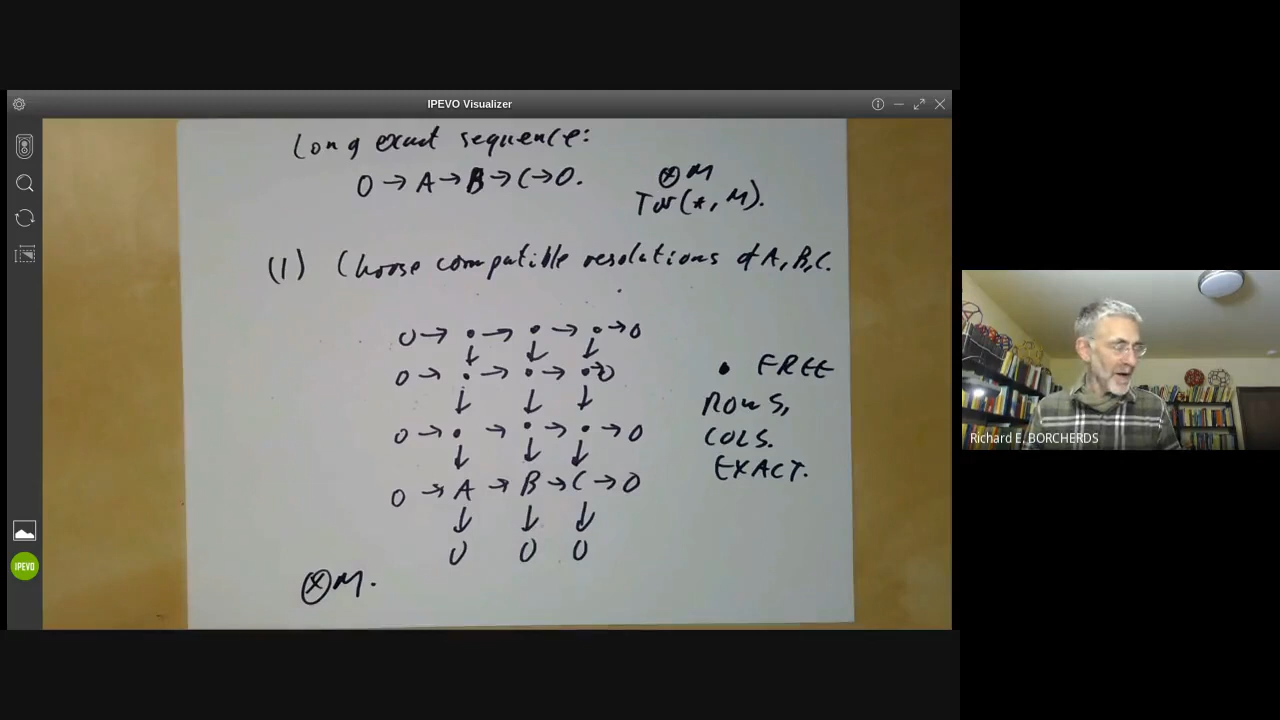 IPEVO Visualizer
Long exact sequence:
0 → A → B → C → 0. ⊗ M
Tor(*, M).
(1) Choose compatible resolutions of A, B, C.
0 → • → • → • → 0
↓ ↓ ↓
0 → • → • → • → 0
↓ ↓ ↓
0 → • → • → • → 0
↓ ↓ ↓
0 → A → B → C → 0
↓ ↓ ↓
0 0 0
• FREE
ROWS,
COLS.
EXACT.
⊗ M.
IPEVO
Richard E. BORCHERDS